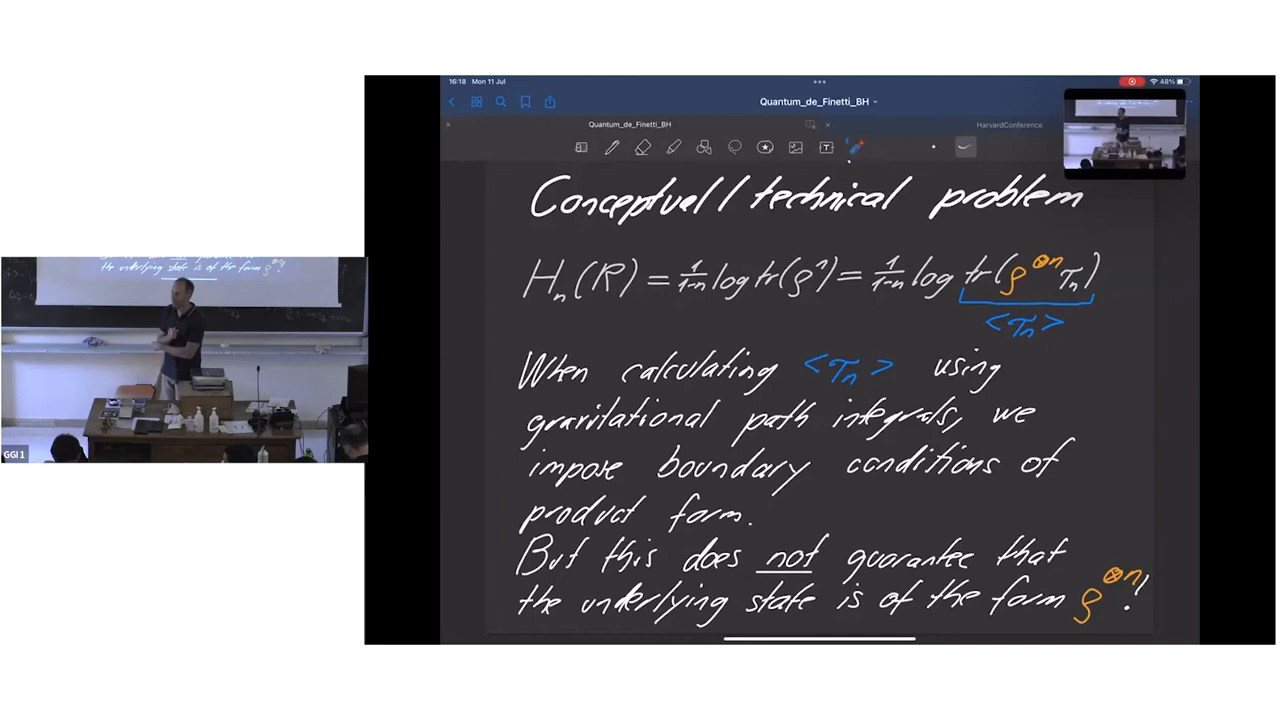 16:18 Mon 11 Jul
48%
Quantum_de_Finetti_BH
Quantum_de_Finetti_BH
HarvardConference
Conceptual / technical problem
Hₙ(R) = 1/1-n log tr(ρⁿ) = 1/1-n log tr(ρ^⊗n τₙ)
<τₙ>
When calculating <τₙ> using
gravitational path integrals, we
impose boundary conditions of
product form.
But this does not guarantee that
the underlying state is of the form ρ^⊗n !
the underlying state is of the form ρ^⊗n !
GGI 1